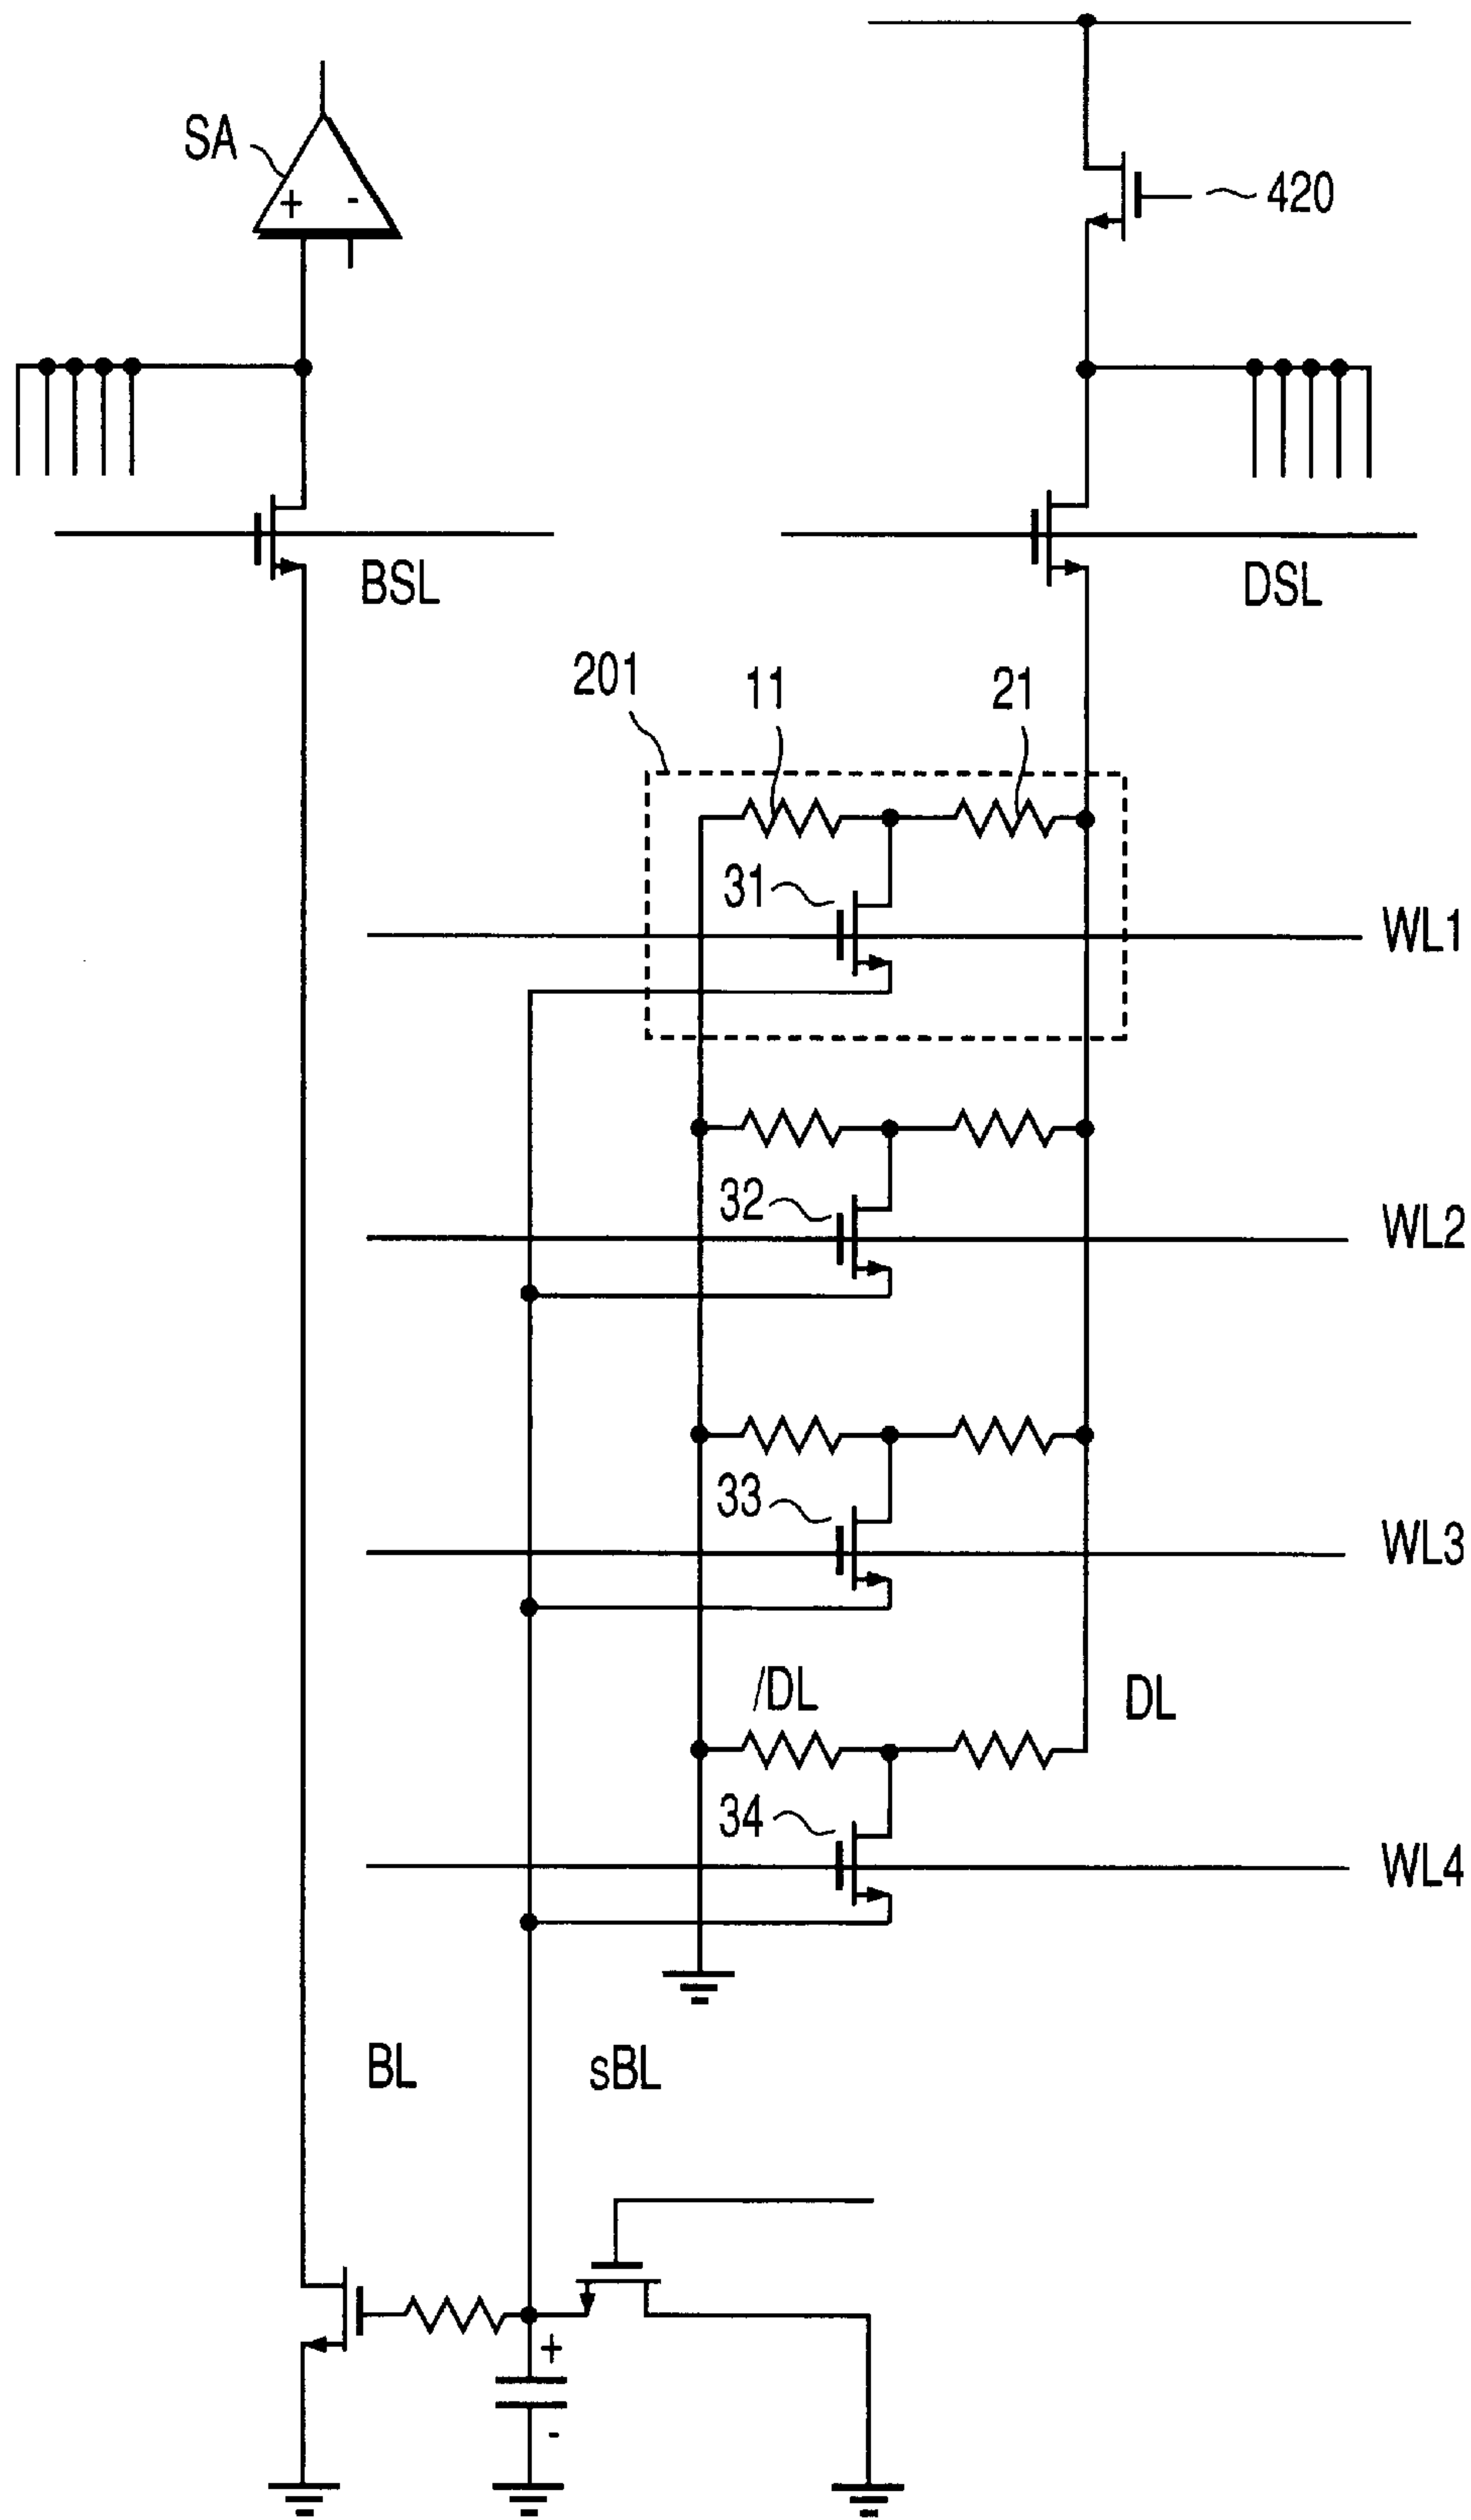 SA
+ -
420
BSL
DSL
201
11
21
31
WL1
32
WL2
33
WL3
/DL
DL
34
WL4
BL
sBL
+
-